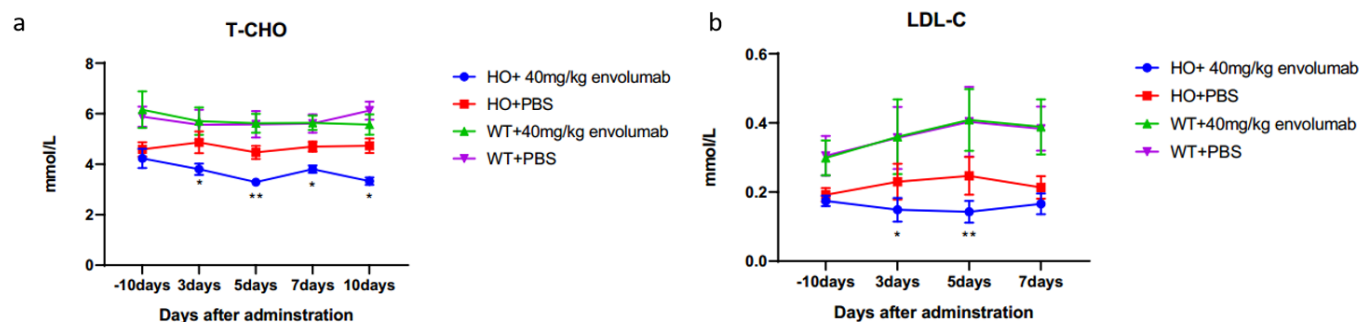 a
T-CHO
mmol/L
8
6
4
2
0
*
**
*
*
-10days 3days 5days 7days 10days
Days after adminstration
HO+ 40mg/kg envolumab
HO+PBS
WT+40mg/kg envolumab
WT+PBS
b
LDL-C
mmol/L
0.6
0.4
0.2
0.0
*
**
-10days 3days 5days 7days
Days after adminstration
HO+ 40mg/kg envolumab
HO+PBS
WT+40mg/kg envolumab
WT+PBS